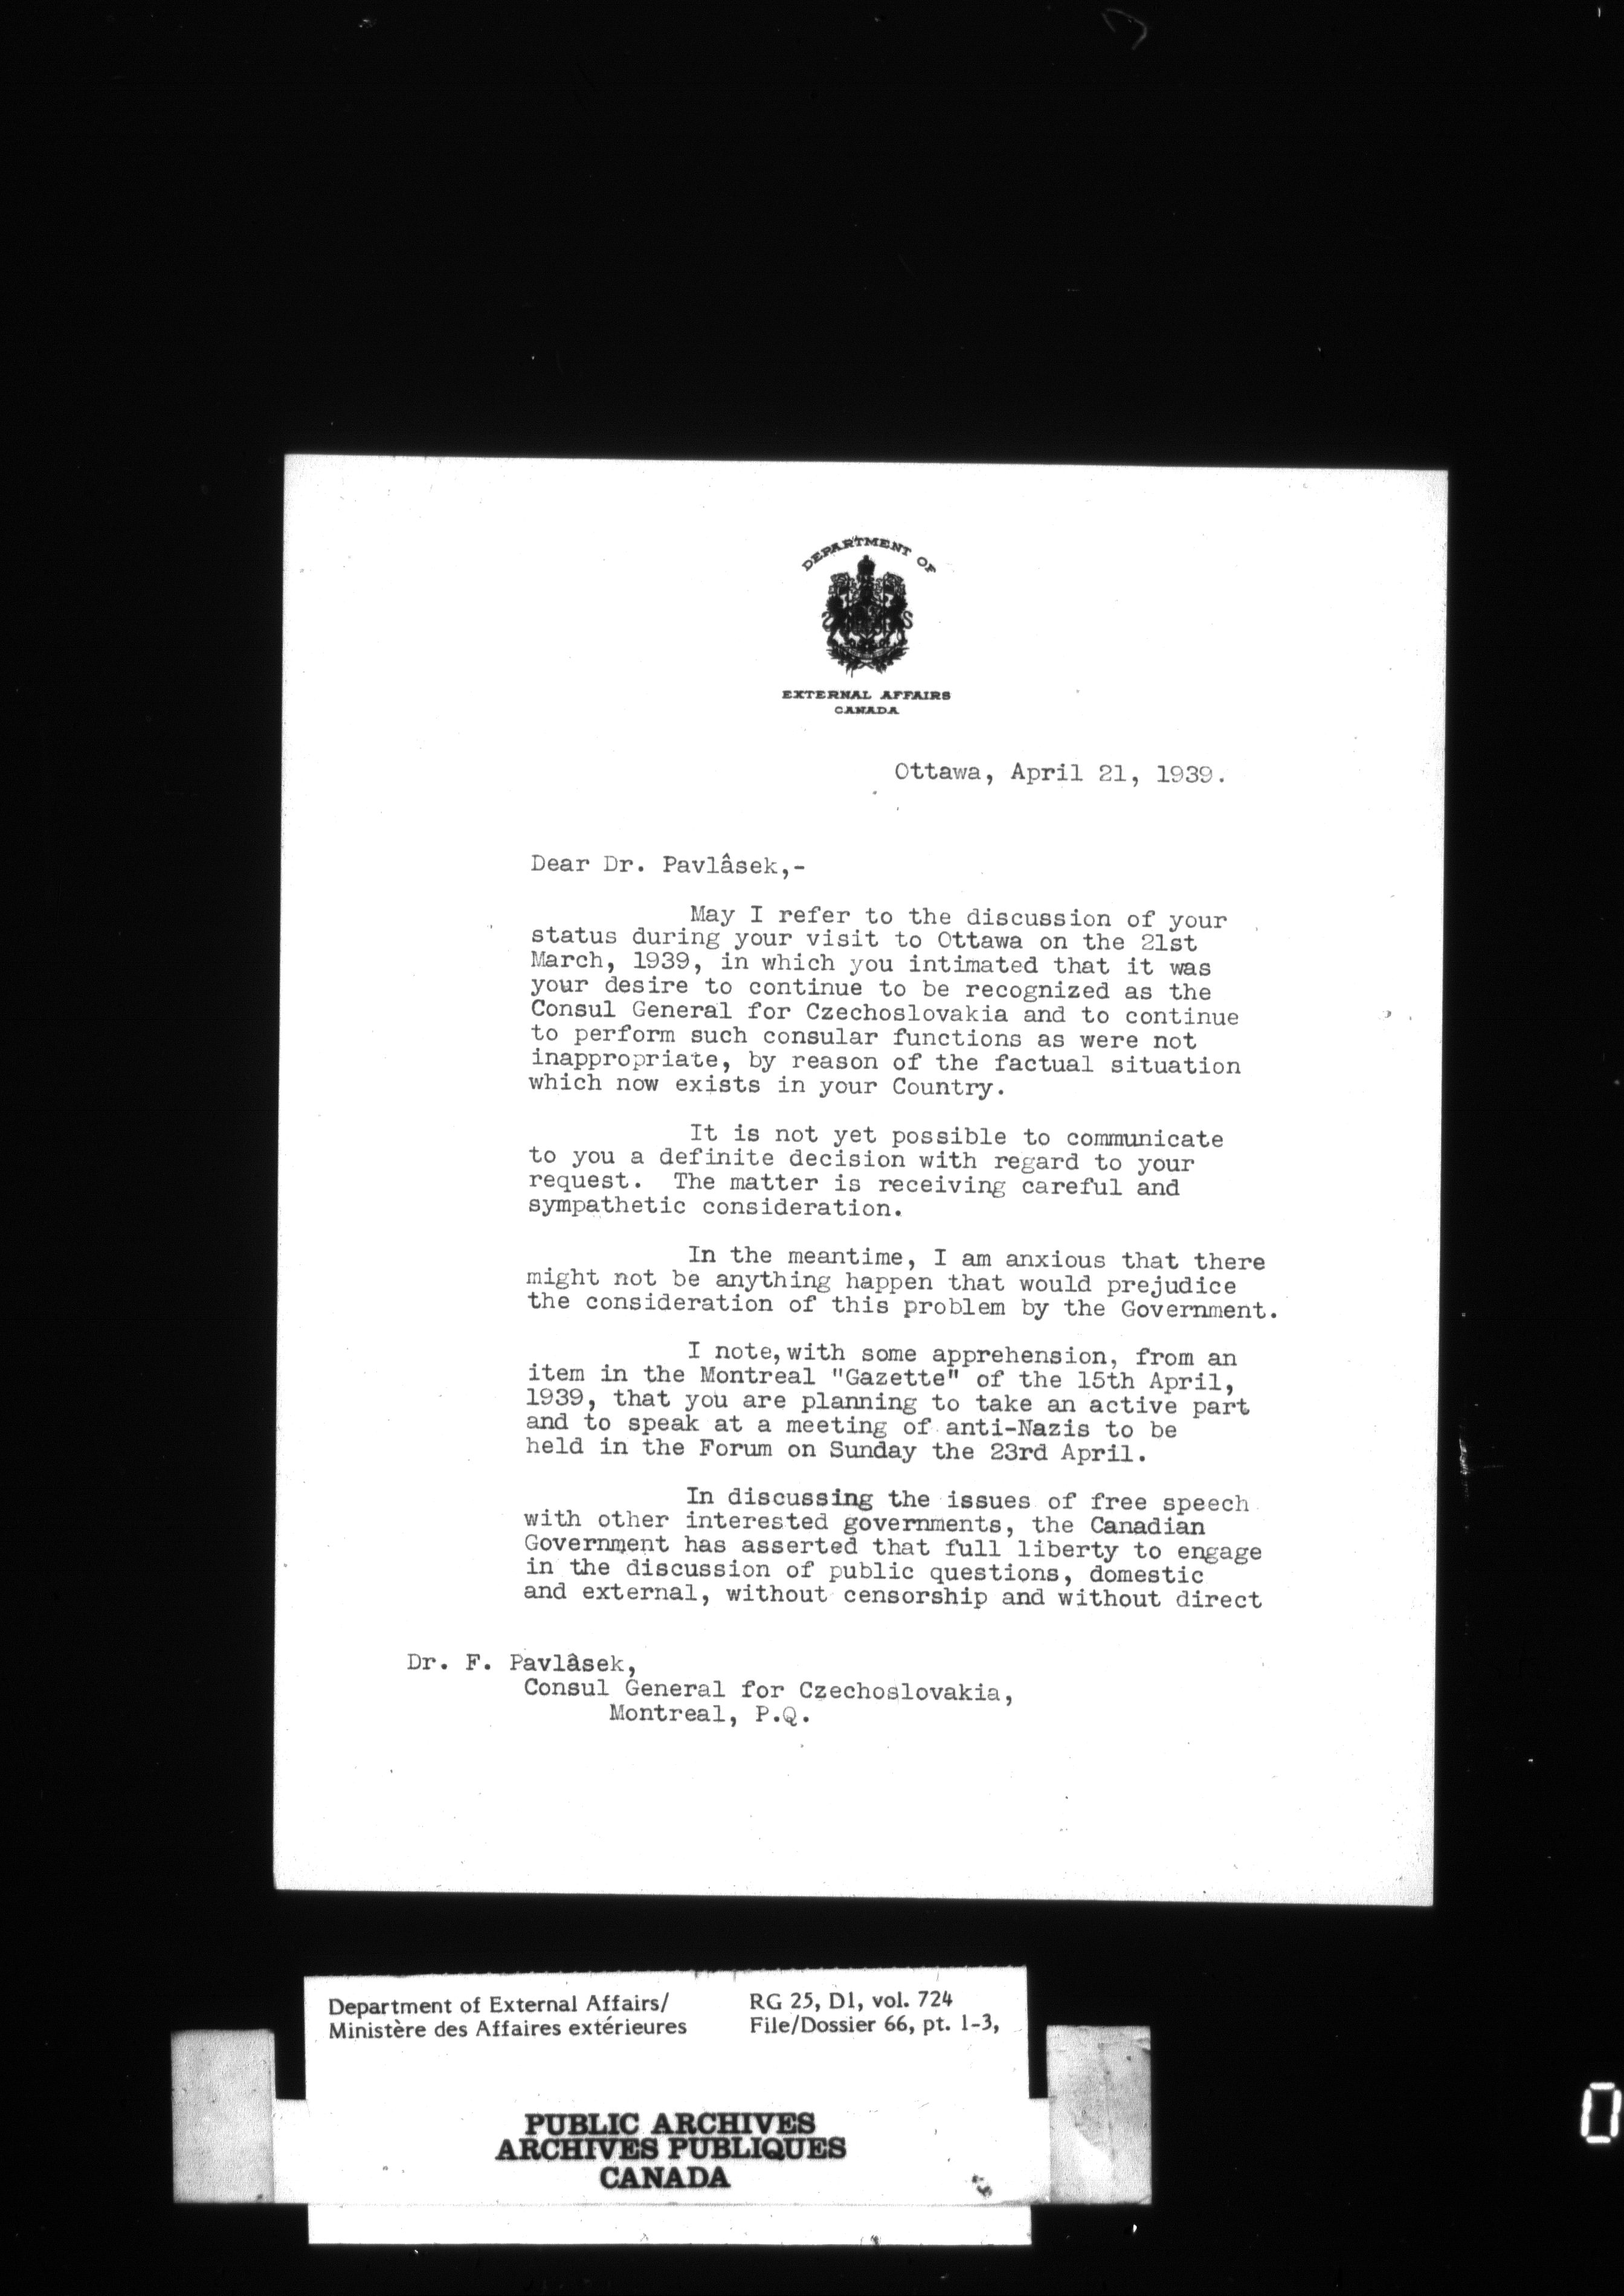 DEPARTMENT OF
EXTERNAL AFFAIRS
CANADA
Ottawa, April 21, 1939.
Dear Dr. Pavlâsek,-
May I refer to the discussion of your
status during your visit to Ottawa on the 21st
March, 1939, in which you intimated that it was
your desire to continue to be recognized as the
Consul General for Czechoslovakia and to continue
to perform such consular functions as were not
inappropriate, by reason of the factual situation
which now exists in your Country.
It is not yet possible to communicate
to you a definite decision with regard to your
request. The matter is receiving careful and
sympathetic consideration.
In the meantime, I am anxious that there
might not be anything happen that would prejudice
the consideration of this problem by the Government.
I note, with some apprehension, from an
item in the Montreal "Gazette" of the 15th April,
1939, that you are planning to take an active part
and to speak at a meeting of anti-Nazis to be
held in the Forum on Sunday the 23rd April.
In discussing the issues of free speech
with other interested governments, the Canadian
Government has asserted that full liberty to engage
in the discussion of public questions, domestic
and external, without censorship and without direct
Dr. F. Pavlâsek,
Consul General for Czechoslovakia,
Montreal, P.Q.
Department of External Affairs/ RG 25, D1, vol. 724
Ministère des Affaires extérieures File/Dossier 66, pt. 1-3,
PUBLIC ARCHIVES
ARCHIVES PUBLIQUES
CANADA
0